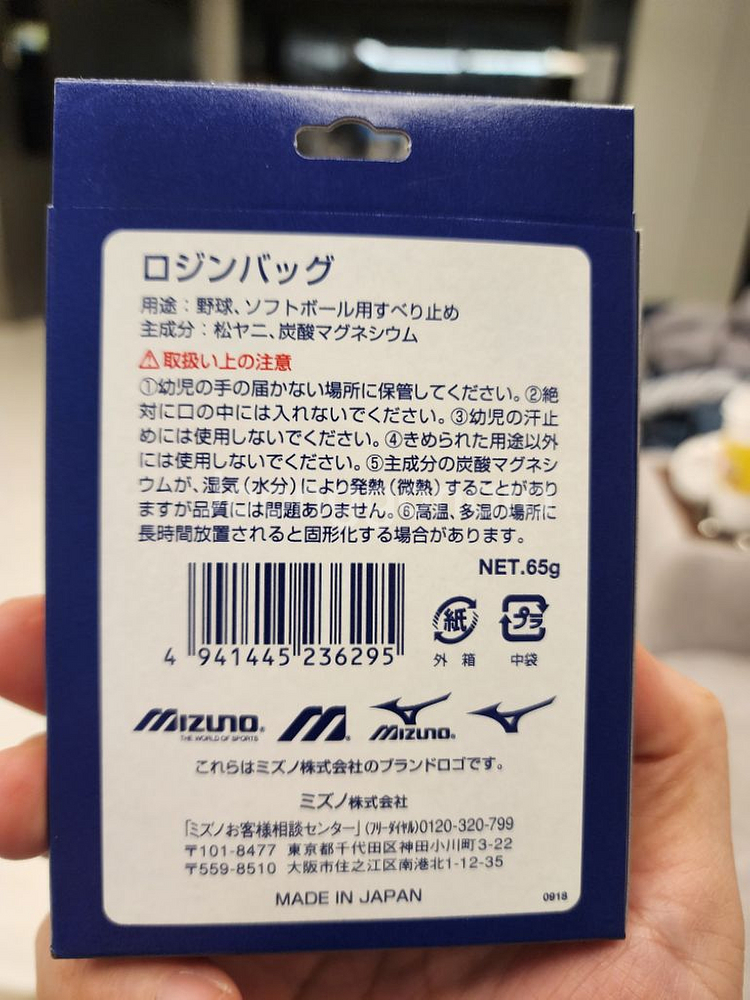 ロジンバッグ
用途：野球、ソフトボール用すべり止め
主成分：松ヤニ、炭酸マグネシウム
⚠取扱い上の注意
①幼児の手の届かない場所に保管してください。②絶
対に口の中には入れないでください。③幼児の汗止
めには使用しないでください。④きめられた用途以外
には使用しないでください。⑤主成分の炭酸マグネシ
ウムが、湿気（水分）により発熱（微熱）することがあり
ますが品質には問題ありません。⑥高温、多湿の場所に
長時間放置されると固形化する場合があります。
NET.65g
4 941445 236295
紙 プラ
外箱 中袋
MIZUNO® M® MIZUNO®
THE WORLD OF SPORTS
これらはミズノ株式会社のブランドロゴです。
ミズノ株式会社
「ミズノお客様相談センター」(フリーダイヤル)0120-320-799
〒101-8477 東京都千代田区神田小川町3-22
〒559-8510 大阪市住之江区南港北1-12-35
MADE IN JAPAN 0918